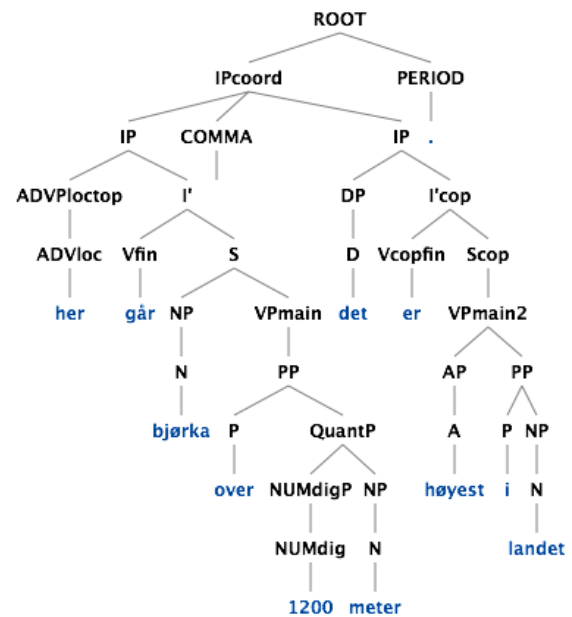 ROOT
IPcoord PERIOD
IP COMMA IP .
ADVPloctop I' DP I'cop
ADVloc Vfin S D Vcopfin Scop
her går NP VPmain det er VPmain2
N PP AP PP
bjørka P QuantP A P NP
over NUMdigP NP høyest i N
NUMdig N landet
1200 meter